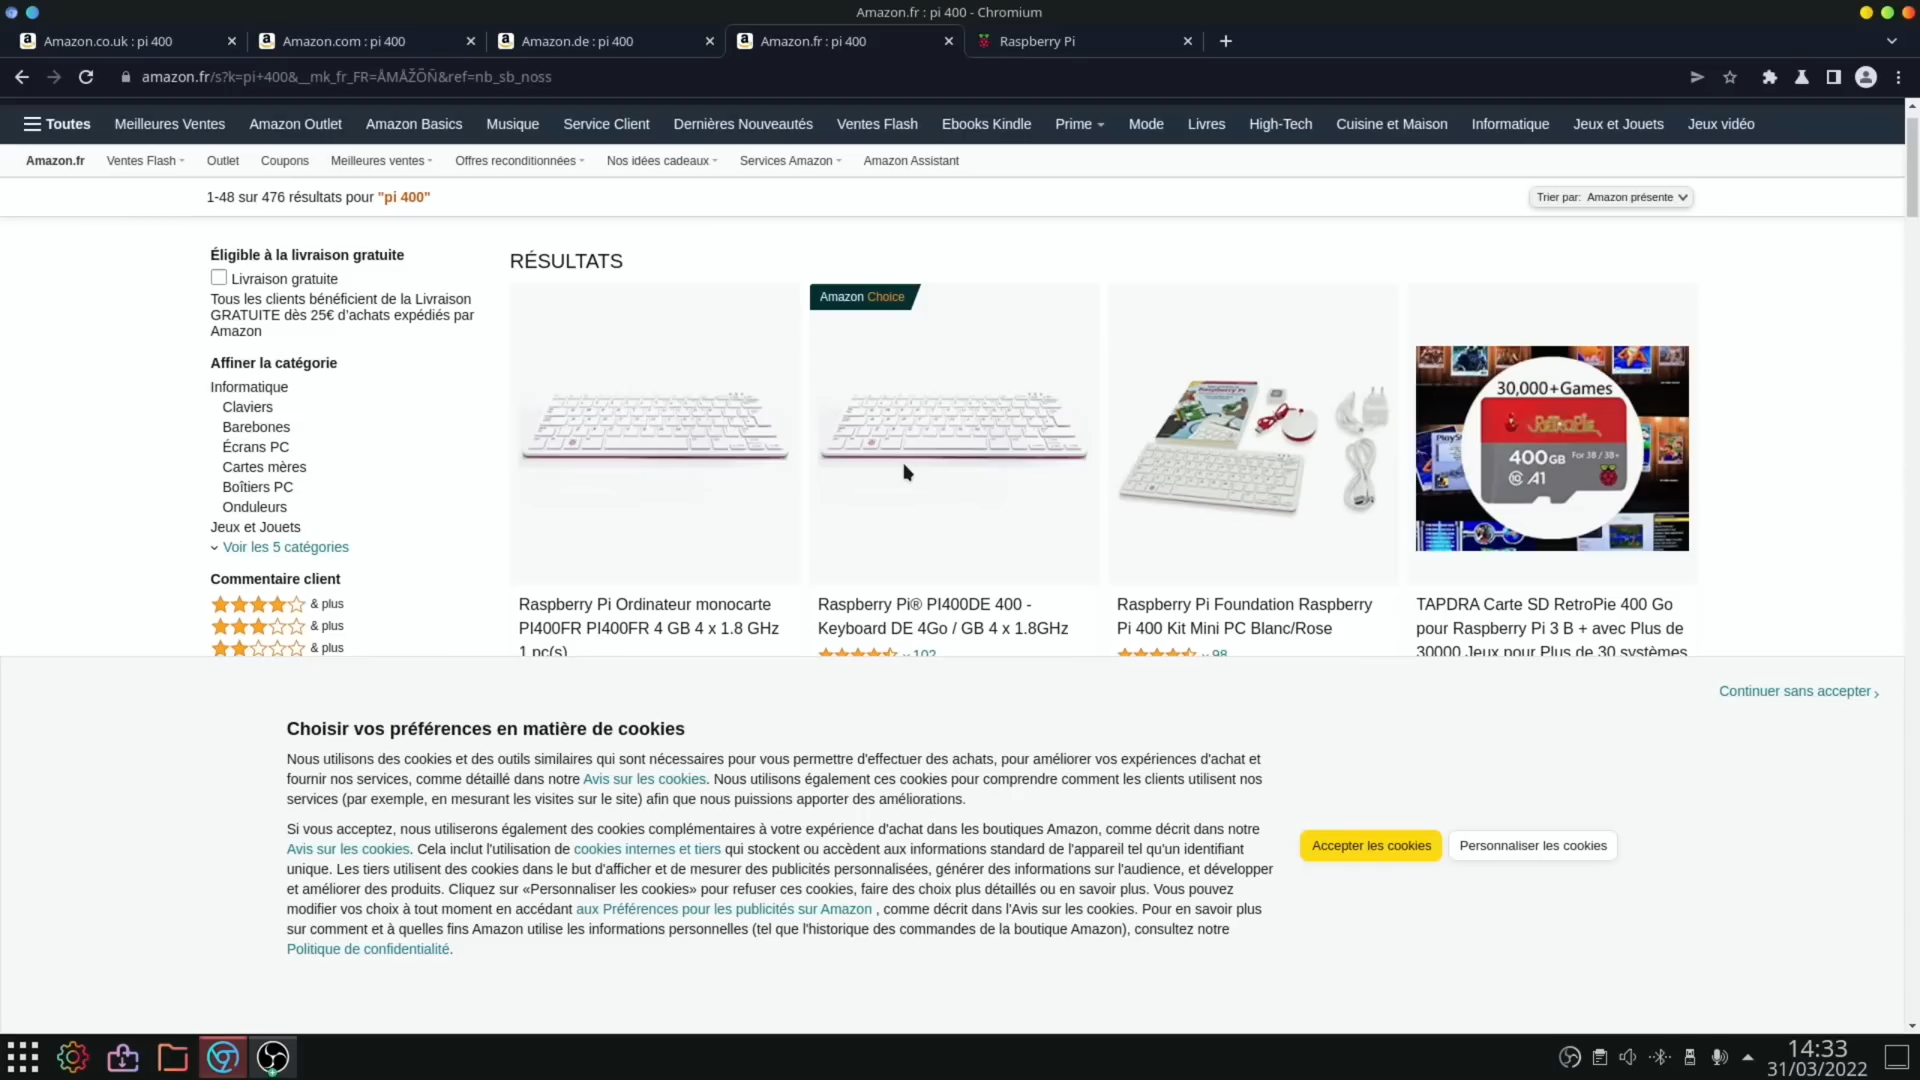 Amazon.fr : pi 400 - Chromium
Amazon.co.uk : pi 400
Amazon.com : pi 400
Amazon.de : pi 400
Amazon.fr : pi 400
Raspberry Pi
amazon.fr/s?k=pi+400&__mk_fr_FR=ÅMÅŽÕÑ&ref=nb_sb_noss
Toutes Meilleures Ventes Amazon Outlet Amazon Basics Musique Service Client Dernières Nouveautés Ventes Flash Ebooks Kindle Prime Mode Livres High-Tech Cuisine et Maison Informatique Jeux et Jouets Jeux vidéo
Amazon.fr Ventes Flash Outlet Coupons Meilleures ventes Offres reconditionnées Nos idées cadeaux Services Amazon Amazon Assistant
1-48 sur 476 résultats pour "pi 400"
Trier par: Amazon présente
Éligible à la livraison gratuite
Livraison gratuite
Tous les clients bénéficient de la Livraison
GRATUITE dès 25€ d'achats expédiés par
Amazon
Affiner la catégorie
Informatique
Claviers
Barebones
Écrans PC
Cartes mères
Boîtiers PC
Onduleurs
Jeux et Jouets
Voir les 5 catégories
Commentaire client
& plus
& plus
& plus
RÉSULTATS
Raspberry Pi Ordinateur monocarte
PI400FR PI400FR 4 GB 4 x 1.8 GHz
1 pc(s)
Amazon Choice
Raspberry Pi® PI400DE 400 -
Keyboard DE 4Go / GB 4 x 1.8GHz
102
Raspberry Pi
Raspberry Pi Foundation Raspberry
Pi 400 Kit Mini PC Blanc/Rose
98
30,000+Games
RetroPie
400GB For 3B / 3B+
A1
TAPDRA Carte SD RetroPie 400 Go
pour Raspberry Pi 3 B + avec Plus de
30000 Jeux pour Plus de 30 systèmes
Continuer sans accepter
Choisir vos préférences en matière de cookies
Nous utilisons des cookies et des outils similaires qui sont nécessaires pour vous permettre d'effectuer des achats, pour améliorer vos expériences d'achat et
fournir nos services, comme détaillé dans notre Avis sur les cookies. Nous utilisons également ces cookies pour comprendre comment les clients utilisent nos
services (par exemple, en mesurant les visites sur le site) afin que nous puissions apporter des améliorations.
Si vous acceptez, nous utiliserons également des cookies complémentaires à votre expérience d'achat dans les boutiques Amazon, comme décrit dans notre
Avis sur les cookies. Cela inclut l'utilisation de cookies internes et tiers qui stockent ou accèdent aux informations standard de l'appareil tel qu'un identifiant
unique. Les tiers utilisent des cookies dans le but d'afficher et de mesurer des publicités personnalisées, générer des informations sur l'audience, et développer
et améliorer des produits. Cliquez sur «Personnaliser les cookies» pour refuser ces cookies, faire des choix plus détaillés ou en savoir plus. Vous pouvez
modifier vos choix à tout moment en accédant aux Préférences pour les publicités sur Amazon , comme décrit dans l'Avis sur les cookies. Pour en savoir plus
sur comment et à quelles fins Amazon utilise les informations personnelles (tel que l'historique des commandes de la boutique Amazon), consultez notre
Politique de confidentialité.
Accepter les cookies
Personnaliser les cookies
14:33
31/03/2022